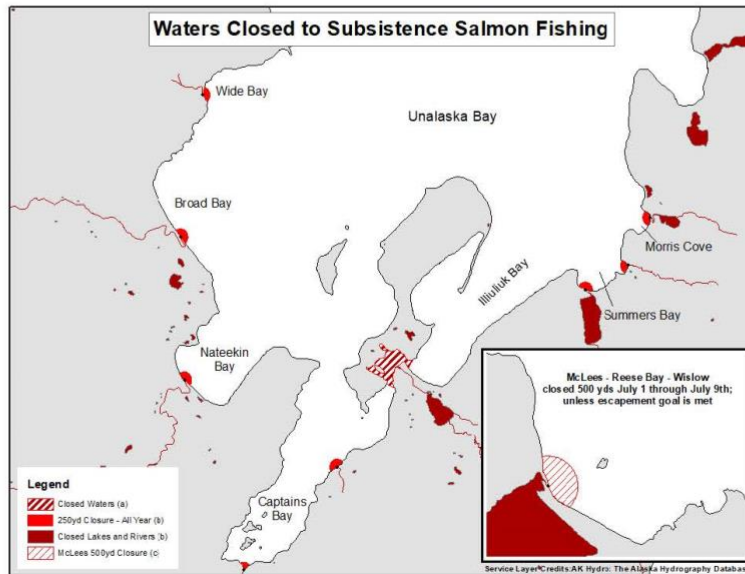 Waters Closed to Subsistence Salmon Fishing
Wide Bay
Unalaska Bay
Broad Bay
Morris Cove
Iliuliuk Bay
Summers Bay
Nateekin
Bay
McLees - Reese Bay - Wislow
closed 500 yds July 1 through July 9th;
unless escapement goal is met
Captains
Bay
Legend
Closed Waters (a)
250yd Closure - All Year (b)
Closed Lakes and Rivers (b)
McLees 500yd Closure (c)
Service Layer Credits: AK Hydro: The Alaska Hydrography Databas